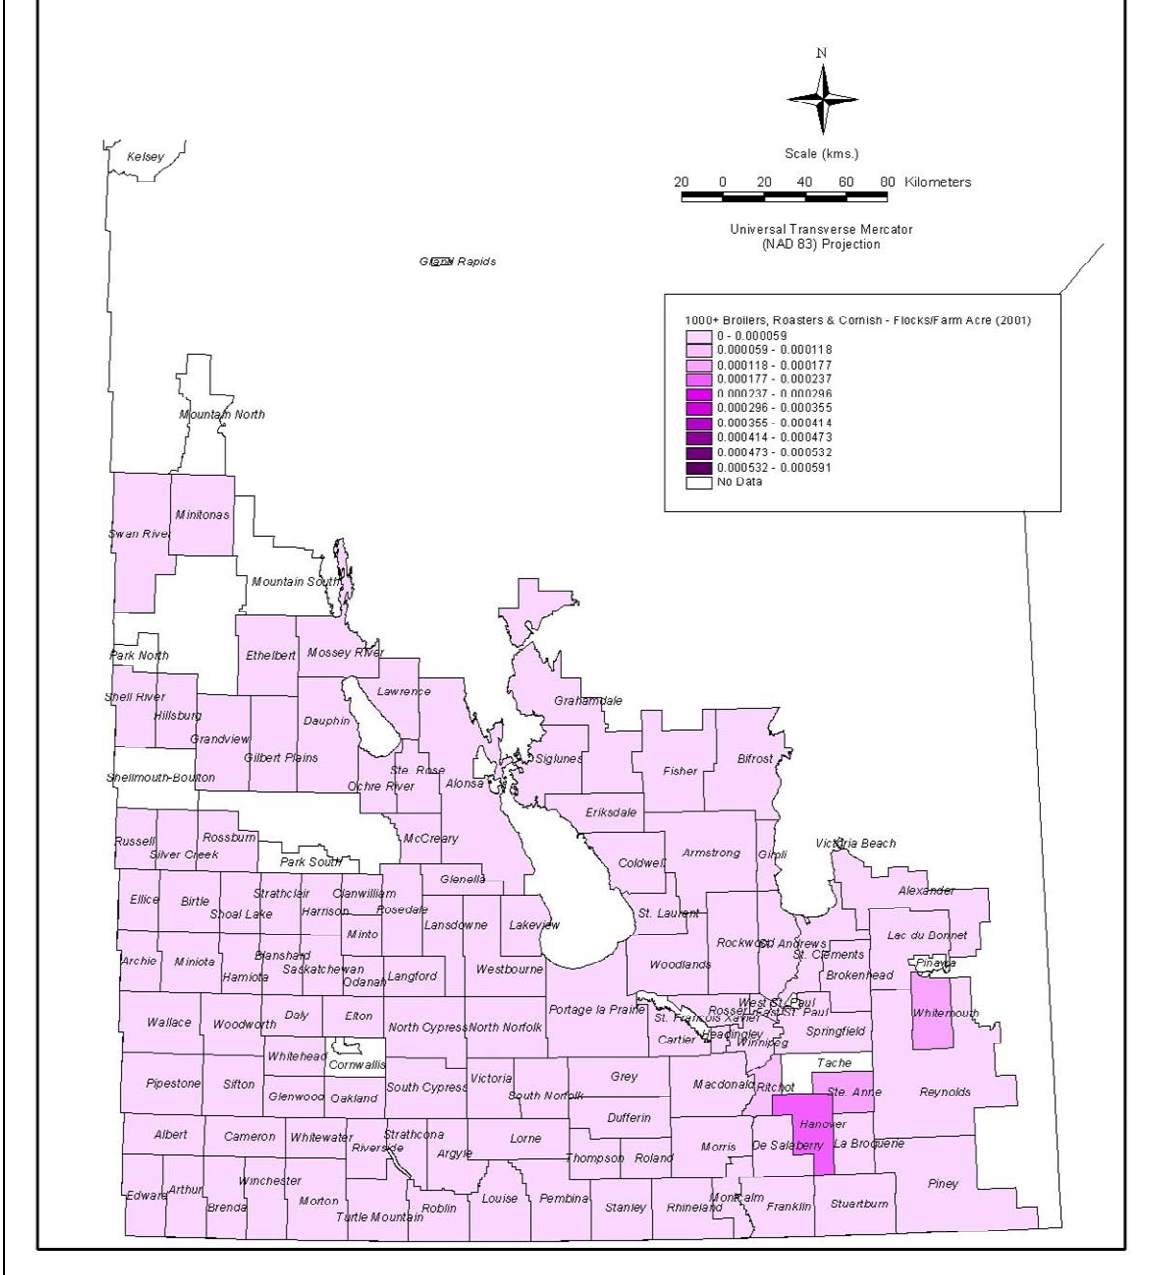 N
Scale (kms.)
20 0 20 40 60 80 Kilometers
Universal Transverse Mercator
(NAD 83) Projection
Kelsey
Grand Rapids
1000+ Broilers, Roasters & Cornish - Flocks/Farm Acre (2001)
0 - 0.000059
0.000059 - 0.000118
0.000118 - 0.000177
0.000177 - 0.000237
0.000237 - 0.000296
0.000296 - 0.000355
0.000355 - 0.000414
0.000414 - 0.000473
0.000473 - 0.000532
0.000532 - 0.000591
No Data
Mountain North
Minitonas
Swan River
Mountain South
Park North
Ethelbert
Mossey River
Shell River
Lawrence
Grahamdale
Hillsburg
Dauphin
Grandview
Gilbert Plains
Siglunes
Bifrost
Ste. Rose
Fisher
Shellmouth-Boulton
Ochre River
Alonsa
Eriksdale
Russell
Rossburn
McCreary
Victoria Beach
Silver Creek
Park South
Coldwell
Armstrong
Gimli
Glenella
Alexander
Ellice
Birtle
Strathclair
Clanwilliam
Shoal Lake
Harrison
Rosedale
St. Laurent
Lansdowne
Lakeview
Minto
Lac du Bonnet
Rockwood
St. Andrews
St. Clements
Archie
Miniota
Blanshard
Saskatchewan
Westbourne
Woodlands
Pinawa
Hamiota
Odanah
Langford
Brokenhead
Portage la Prairie
West St. Paul
Rosser
East St. Paul
Whitemouth
Wallace
Woodworth
Daly
Elton
North Cypress
North Norfolk
St. Francois Xavier
Headingley
Springfield
Cartier
Winnipeg
Whitehead
Cornwallis
Tache
Pipestone
Sifton
South Cypress
Victoria
Grey
Macdonald
Ritchot
Ste. Anne
Reynolds
Glenwood
Oakland
South Norfolk
Dufferin
Hanover
Albert
Cameron
Whitewater
Strathcona
Lorne
Riverside
Argyle
Morris
De Salaberry
La Broquerie
Thompson
Roland
Edward
Arthur
Winchester
Piney
Brenda
Morton
Turtle Mountain
Roblin
Louise
Pembina
Stanley
Rhineland
Montcalm
Franklin
Stuartburn